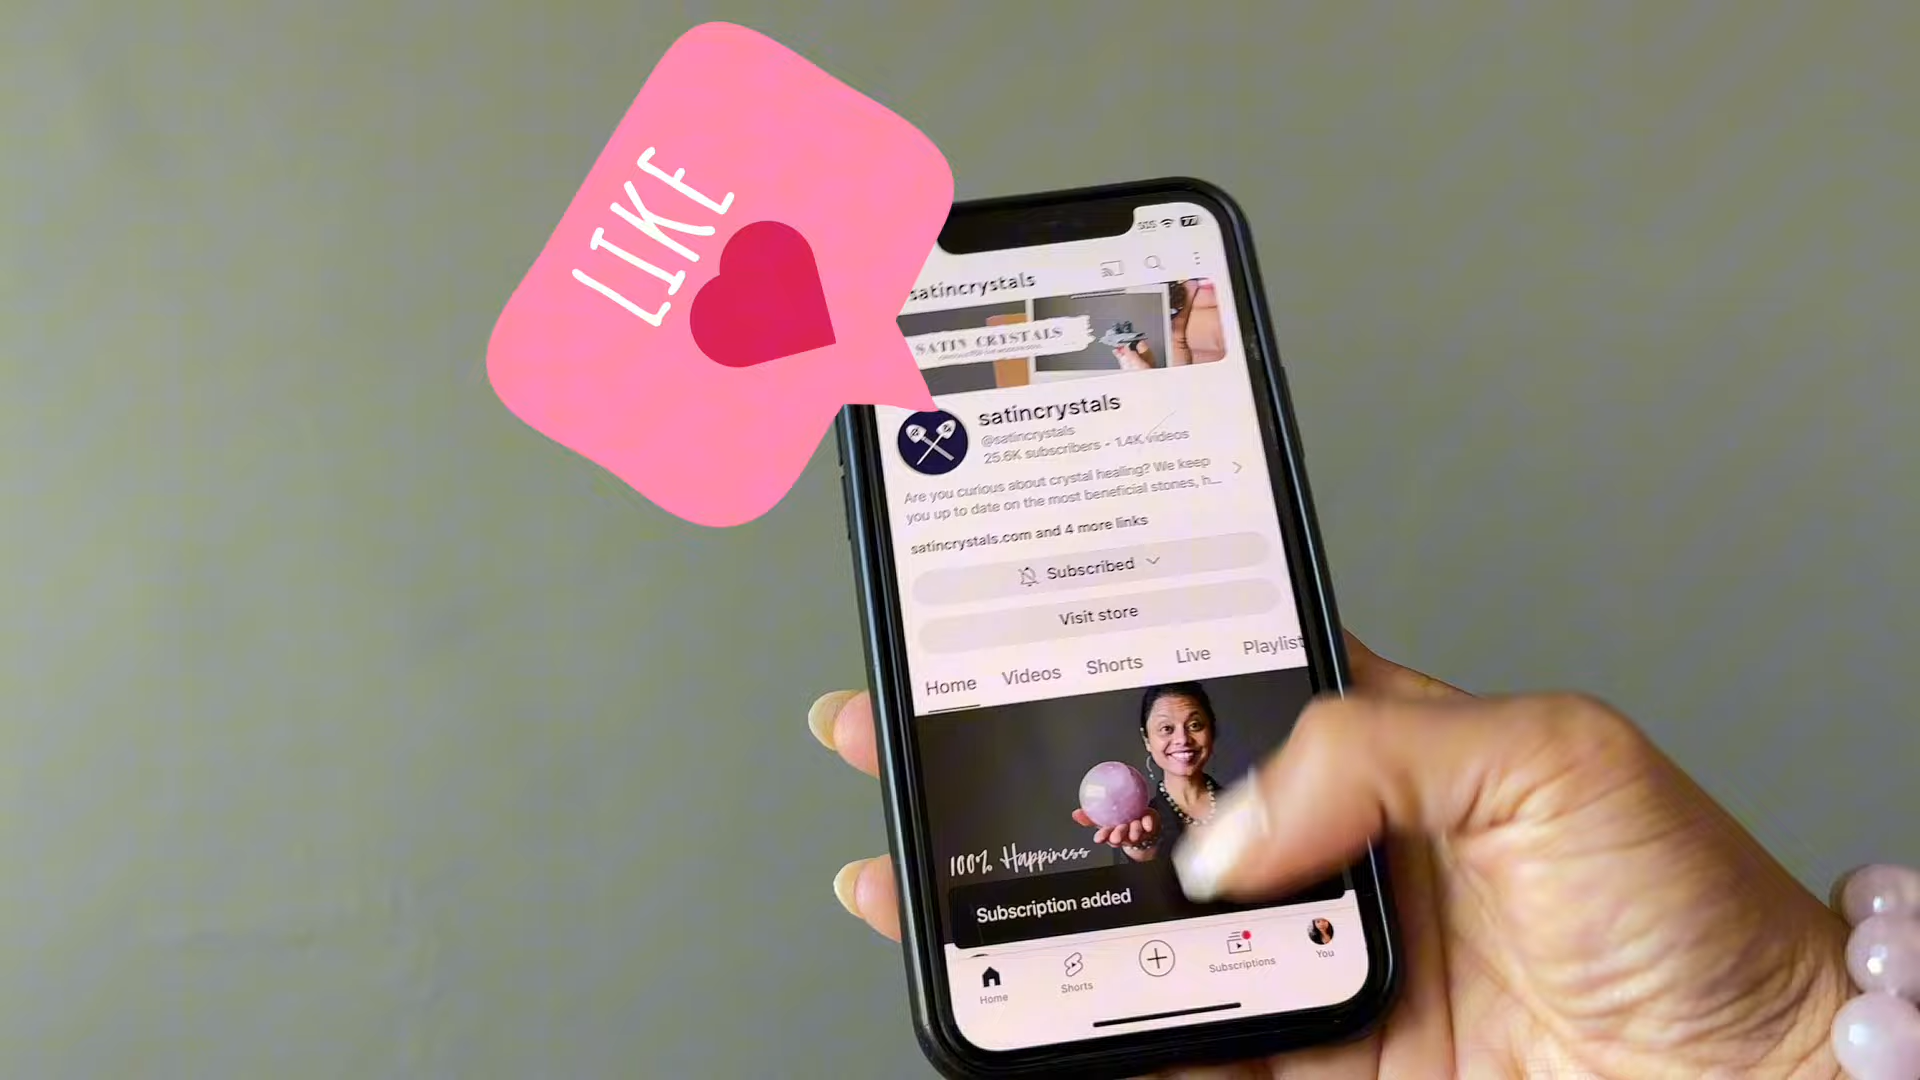 LIKE
SOS 77
satincrystals
SATIN CRYSTALS
satincrystals
@satincrystals
25.6K subscribers • 1.4K videos
Are you curious about crystal healing? We keep
you up to date on the most beneficial stones, h...
satincrystals.com and 4 more links
Subscribed
Visit store
Home Videos Shorts Live Playlist
100% Happiness
Subscription added
Home Shorts Subscriptions You